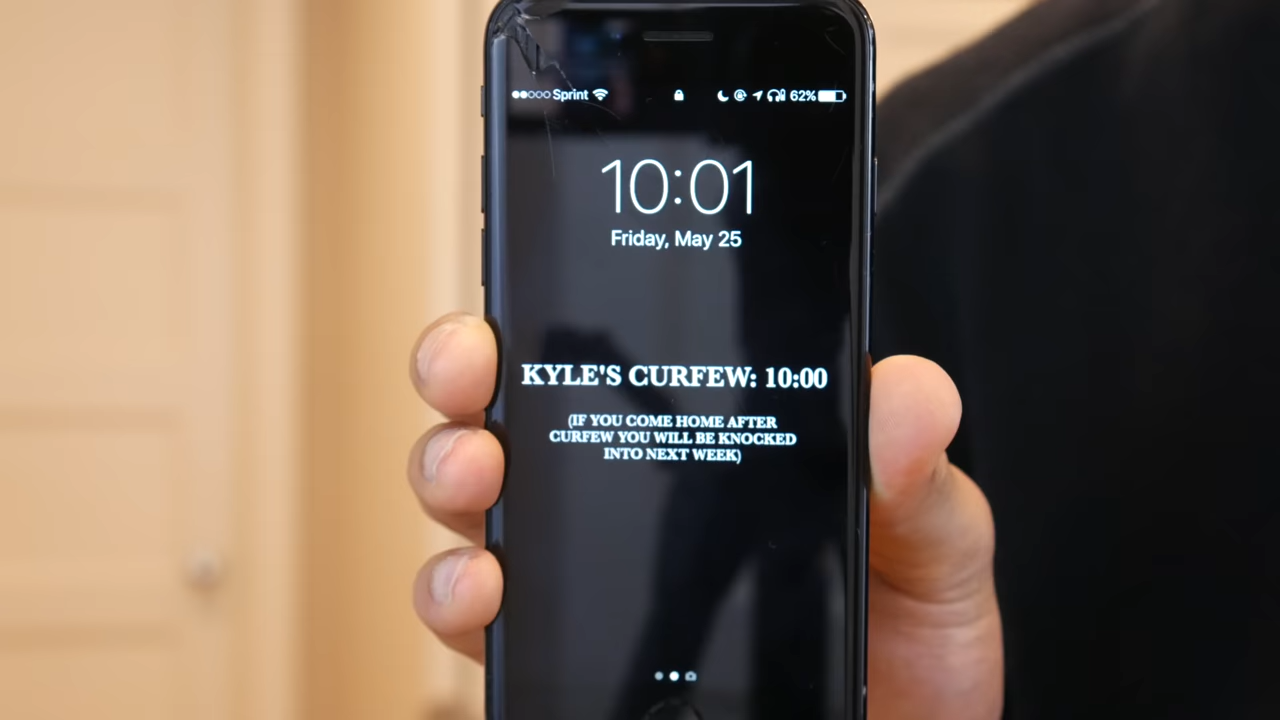 Sprint 62%
10:01
Friday, May 25
KYLE'S CURFEW: 10:00
(IF YOU COME HOME AFTER
CURFEW YOU WILL BE KNOCKED
INTO NEXT WEEK)